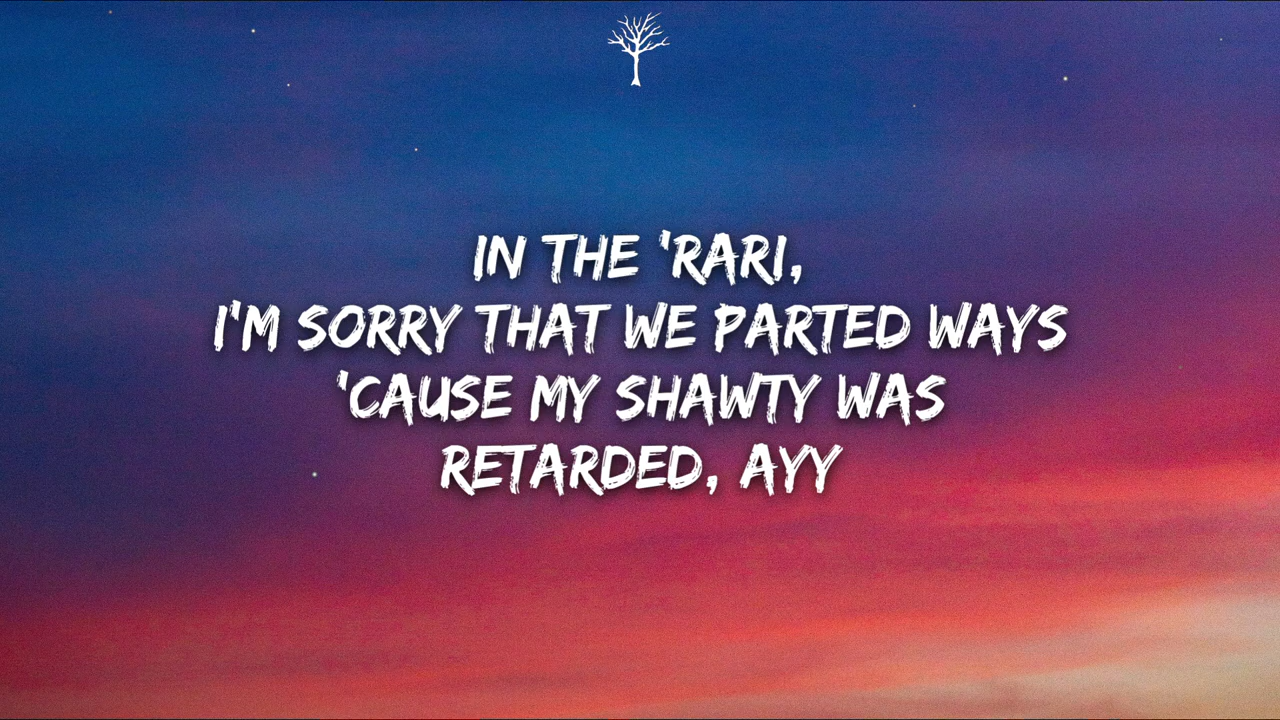 IN THE 'RARI,
I'M SORRY THAT WE PARTED WAYS
'CAUSE MY SHAWTY WAS
RETARDED, AYY